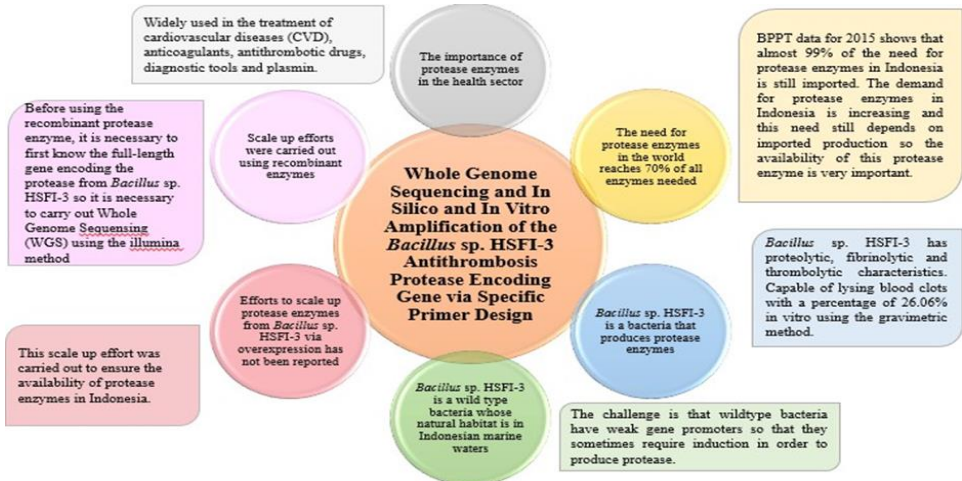 Widely used in the treatment of
cardiovascular diseases (CVD),
anticoagulants, antithrombotic drugs,
diagnostic tools and plasmin.
The importance of
protease enzymes
in the health sector
BPPT data for 2015 shows that
almost 99% of the need for
protease enzymes in Indonesia
is still imported. The demand
for protease enzymes in
Indonesia is increasing and
this need still depends on
imported production so the
availability of this protease
enzyme is very important.
The need for
protease enzymes
in the world
reaches 70% of all
enzymes needed
Before using the
recombinant protease
enzyme, it is necessary to
first know the full-length
gene encoding the
protease from Bacillus sp.
HSFI-3 so it is necessary
to carry out Whole
Genome Sequencing
(WGS) using the illumina
method
Scale up efforts
were carried out
using recombinant
enzymes
Whole Genome
Sequencing and In
Silico and In Vitro
Amplification of the
Bacillus sp. HSFI-3
Antithrombosis
Protease Encoding
Gene via Specific
Primer Design
Bacillus sp. HSFI-3 has
proteolytic, fibrinolytic and
thrombolytic characteristics.
Capable of lysing blood clots
with a percentage of 26.06%
in vitro using the gravimetric
method.
Bacillus sp. HSFI-3
is a bacteria that
produces protease
enzymes
Efforts to scale up
protease enzymes
from Bacillus sp.
HSFI-3 via
overexpression has
not been reported
This scale up effort was
carried out to ensure the
availability of protease
enzymes in Indonesia.
Bacillus sp. HSFI-3
is a wild type
bacteria whose
natural habitat is in
Indonesian marine
waters
The challenge is that wildtype bacteria
have weak gene promoters so that they
sometimes require induction in order to
produce protease.